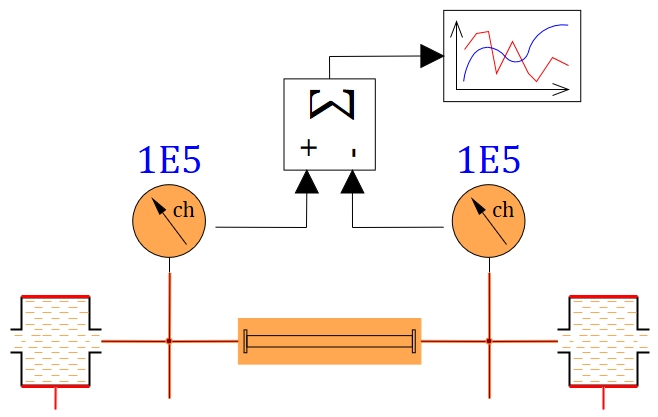 Σ
+ -
1E5 1E5
ch ch